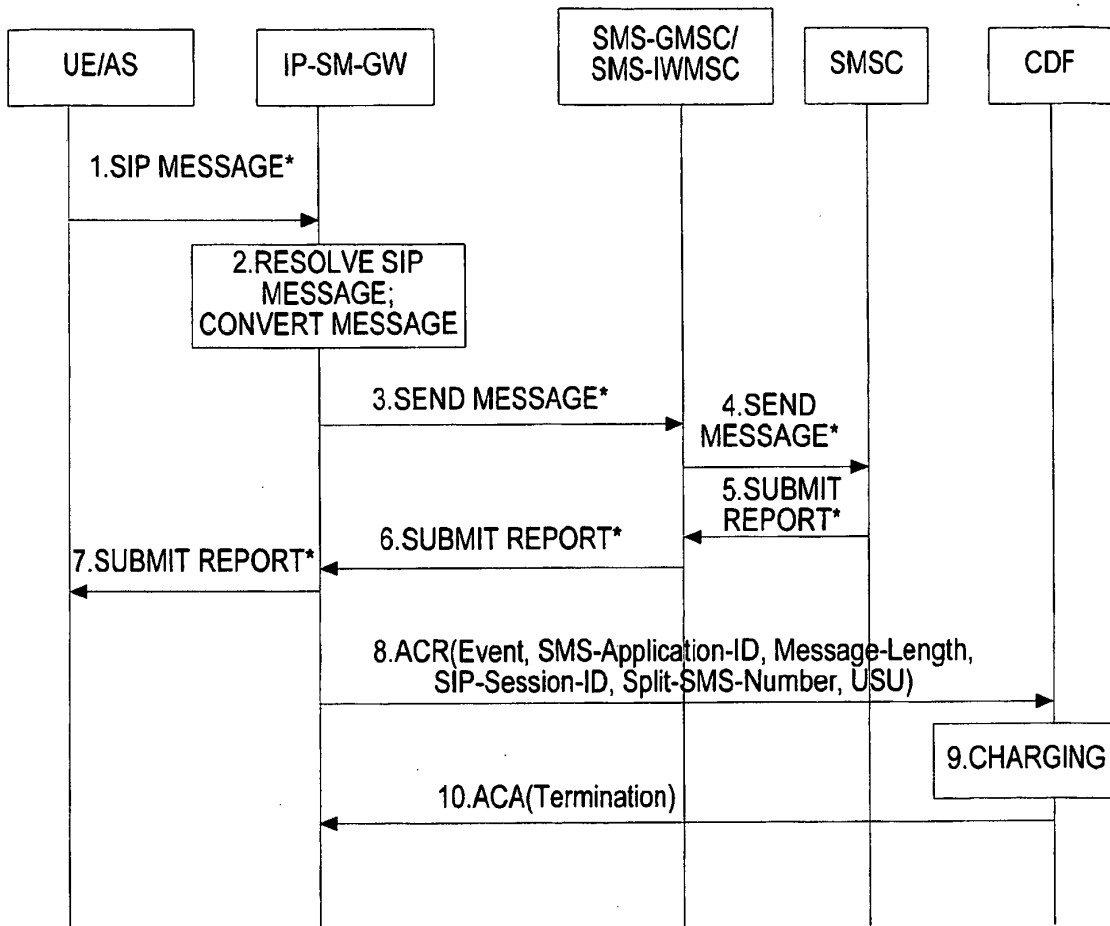 UE/AS
IP-SM-GW
SMS-GMSC/
SMS-IWMSC
SMSC
CDF
1.SIP MESSAGE*
2.RESOLVE SIP
MESSAGE;
CONVERT MESSAGE
3.SEND MESSAGE*
4.SEND
MESSAGE*
5.SUBMIT
REPORT*
6.SUBMIT REPORT*
7.SUBMIT REPORT*
8.ACR(Event, SMS-Application-ID, Message-Length,
SIP-Session-ID, Split-SMS-Number, USU)
9.CHARGING
10.ACA(Termination)